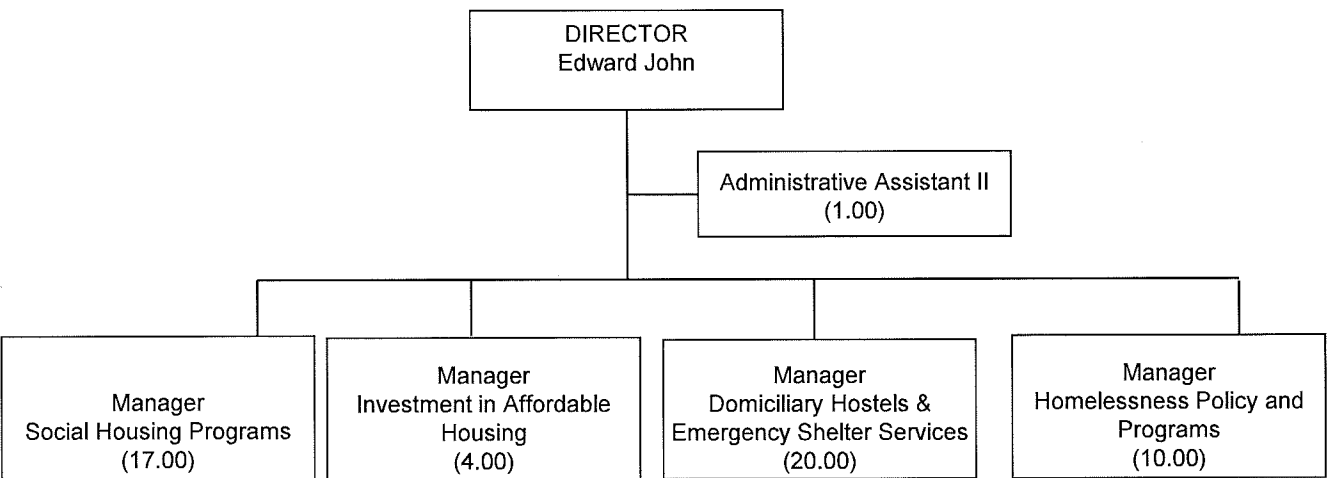 DIRECTOR
Edward John
Administrative Assistant II
(1.00)
Manager
Social Housing Programs
(17.00)
Manager
Investment in Affordable
Housing
(4.00)
Manager
Domiciliary Hostels &
Emergency Shelter Services
(20.00)
Manager
Homelessness Policy and
Programs
(10.00)